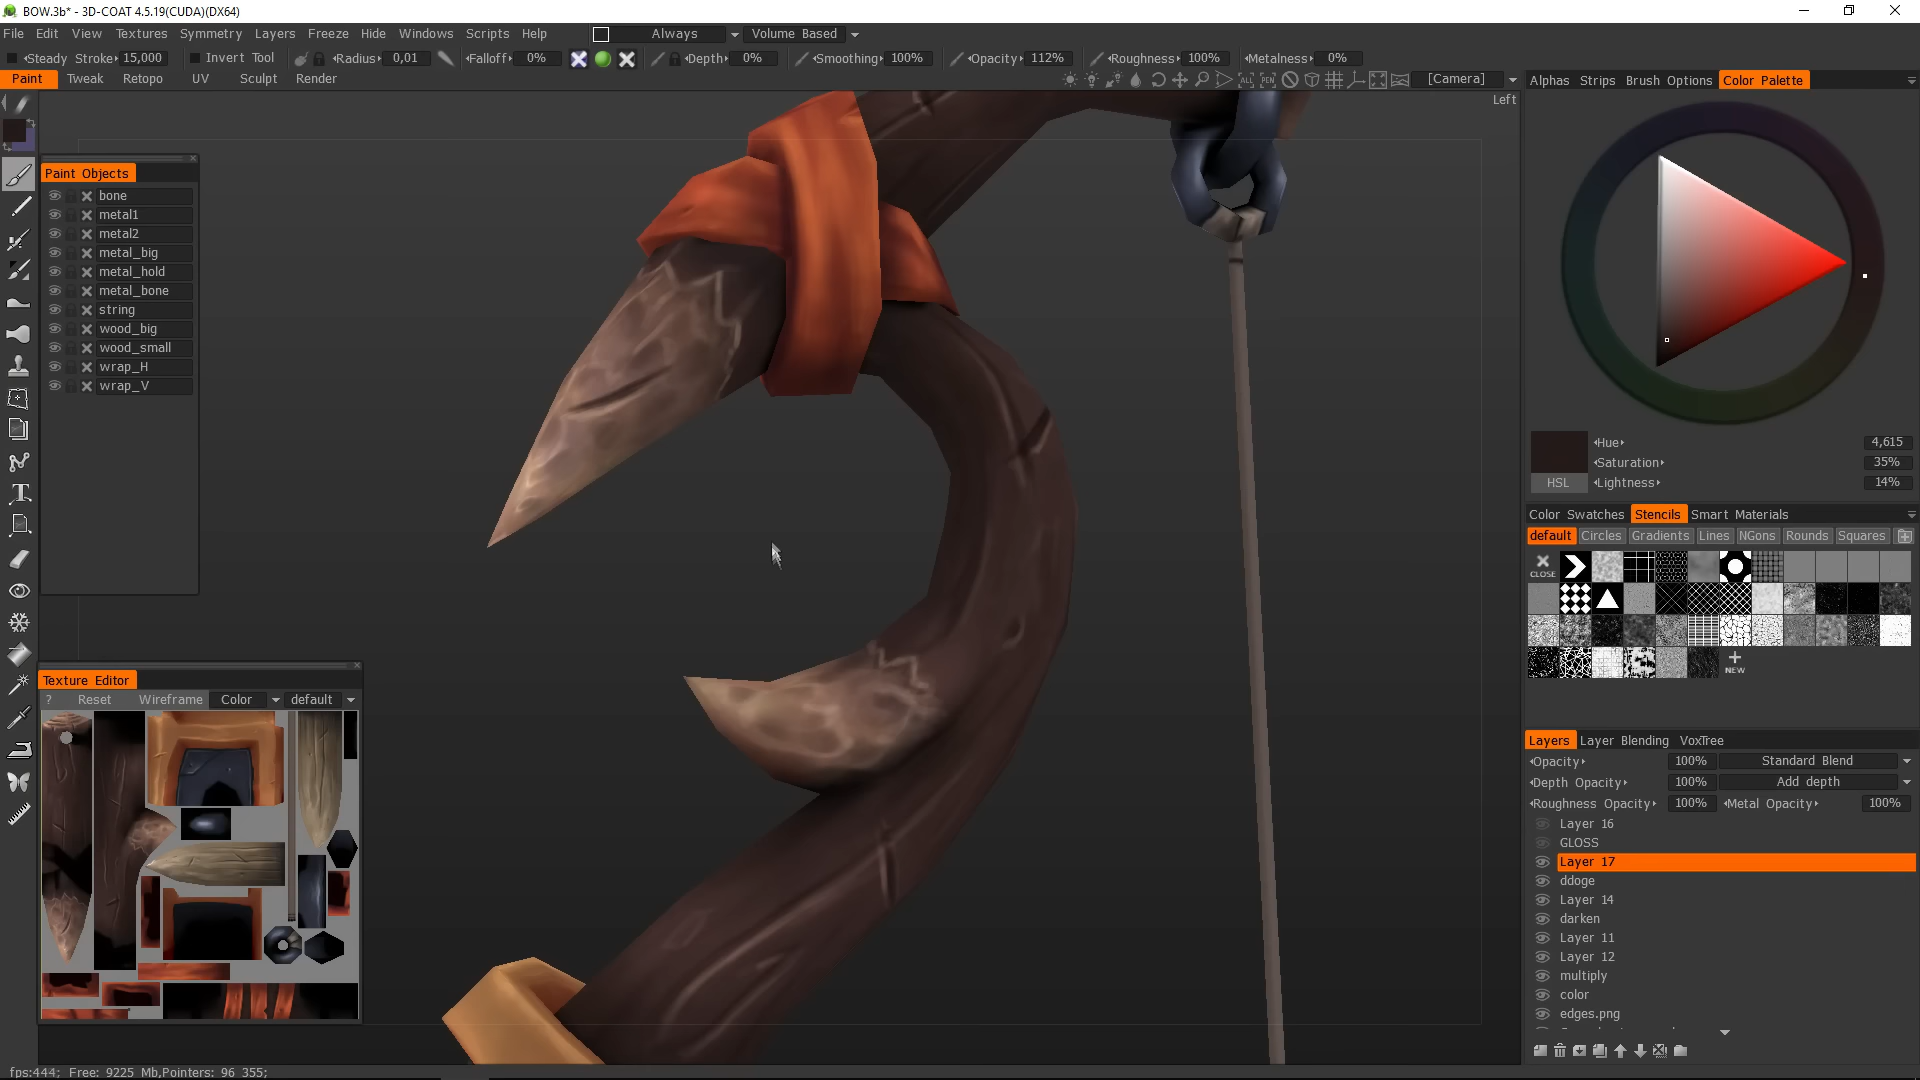 BOW.3b* - 3D-COAT 4.5.19(CUDA)(DX64)
File Edit View Textures Symmetry Layers Freeze Hide Windows Scripts Help Always Volume Based
Steady Stroke 15,000 Invert Tool Radius 0,01 Falloff 0% Depth 0% Smoothing 100% Opacity 112% Roughness 100% Metalness 0%
Paint Tweak Retopo UV Sculpt Render [Camera]
Left
Alphas Strips Brush Options Color Palette
Paint Objects
bone
metal1
metal2
metal_big
metal_hold
metal_bone
string
wood_big
wood_small
wrap_H
wrap_V
Hue 4,615
Saturation 35%
HSL Lightness 14%
Color Swatches Stencils Smart Materials
default Circles Gradients Lines NGons Rounds Squares
CLOSE
NEW
Texture Editor
? Reset Wireframe Color default
Layers Layer Blending VoxTree
Opacity 100% Standard Blend
Depth Opacity 100% Add depth
Roughness Opacity 100% Metal Opacity 100%
Layer 16
GLOSS
Layer 17
ddoge
Layer 14
darken
Layer 11
Layer 12
multiply
color
edges.png
fps:444; Free: 9225 Mb,Pointers: 96 355;